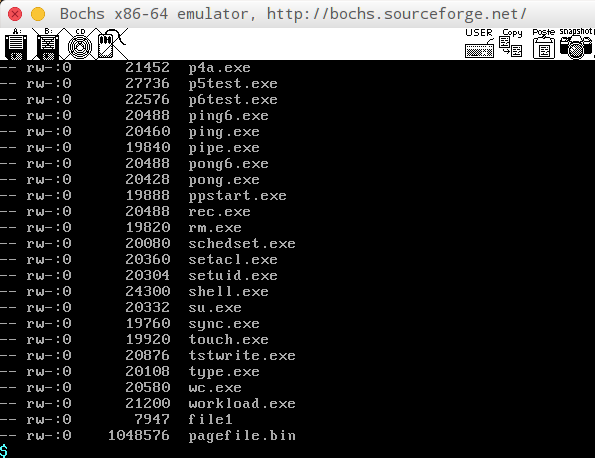 Bochs x86-64 emulator, http://bochs.sourceforge.net/
A: B: CD USER Copy Poste snapshot
-- rw-:0 21452 p4a.exe
-- rw-:0 27736 p5test.exe
-- rw-:0 22576 p6test.exe
-- rw-:0 20488 ping6.exe
-- rw-:0 20460 ping.exe
-- rw-:0 19840 pipe.exe
-- rw-:0 20488 pong6.exe
-- rw-:0 20428 pong.exe
-- rw-:0 19888 ppstart.exe
-- rw-:0 20488 rec.exe
-- rw-:0 19820 rm.exe
-- rw-:0 20080 schedset.exe
-- rw-:0 20360 setacl.exe
-- rw-:0 20304 setuid.exe
-- rw-:0 24300 shell.exe
-- rw-:0 20332 su.exe
-- rw-:0 19760 sync.exe
-- rw-:0 19920 touch.exe
-- rw-:0 20876 tstwrite.exe
-- rw-:0 20108 type.exe
-- rw-:0 20580 wc.exe
-- rw-:0 21200 workload.exe
-- rw-:0 7947 file1
-- rw-:0 1048576 pagefile.bin
$